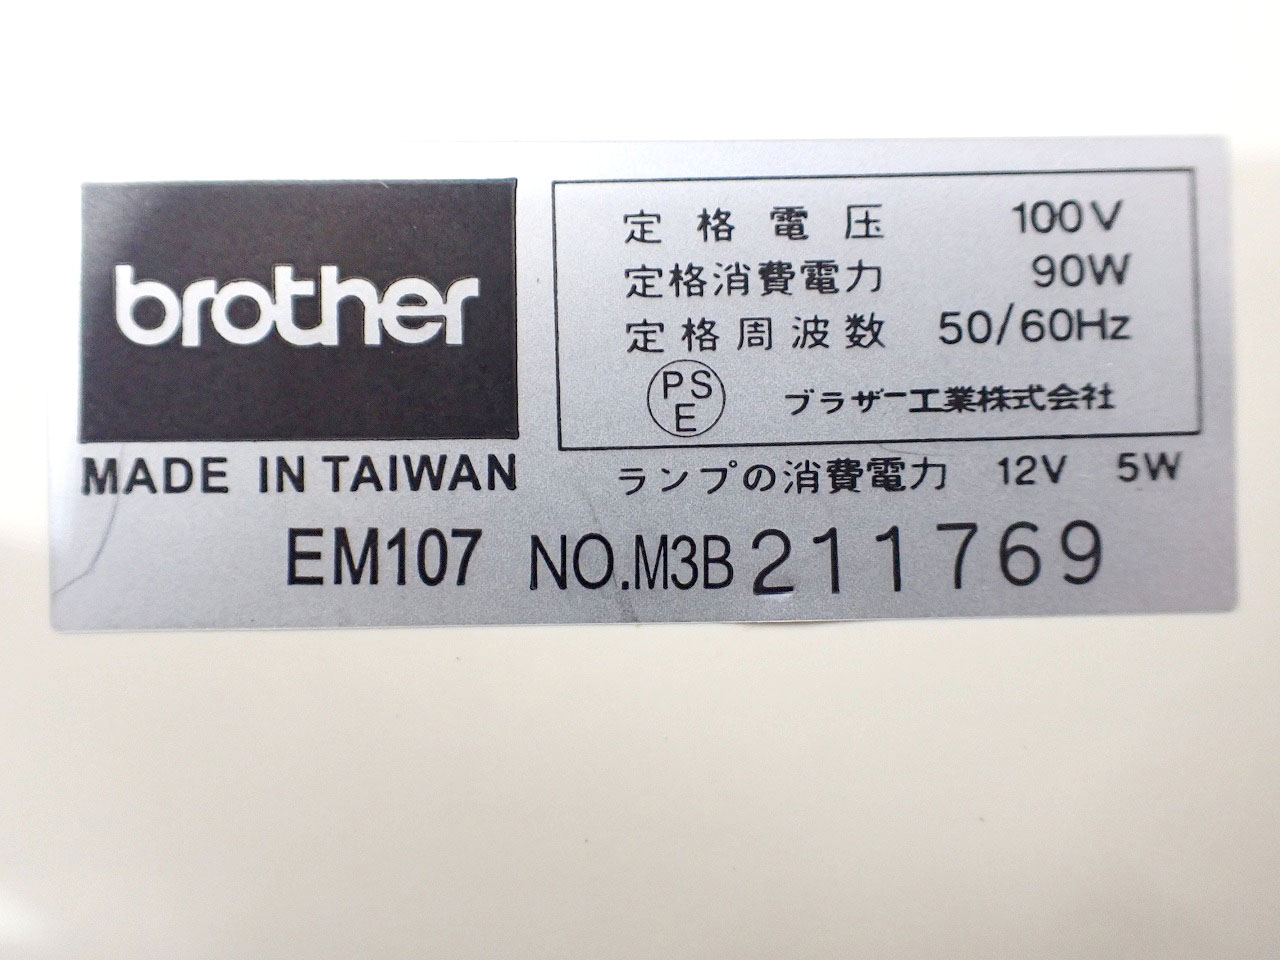 brother
MADE IN TAIWAN
定格電圧 100V
定格消費電力 90W
定格周波数 50/60Hz
PSE ブラザー工業株式会社
ランプの消費電力 12V 5W
EM107 NO.M3B211769